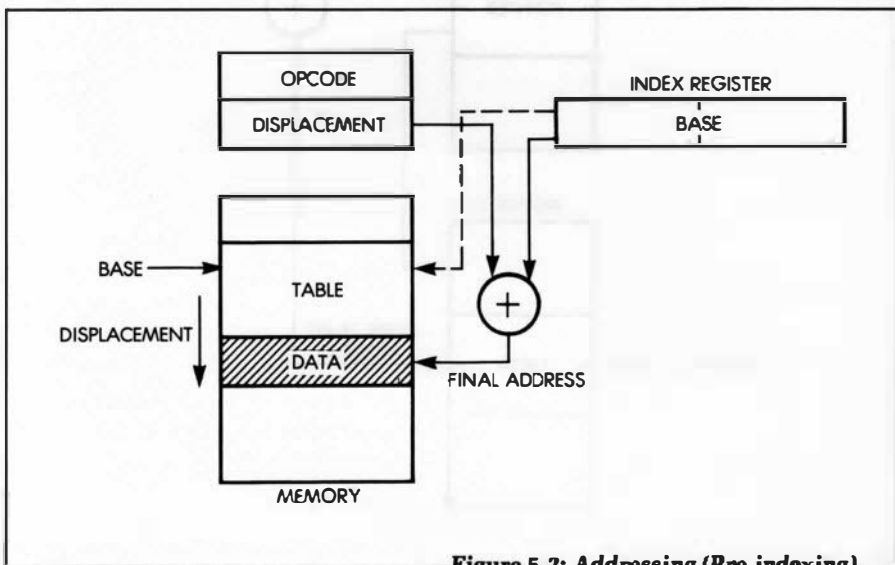 OPCODE
DISPLACEMENT
INDEX REGISTER
BASE
BASE
TABLE
DISPLACEMENT
DATA
FINAL ADDRESS
MEMORY
Figure 5.2: Addressing (Pre-indexing)